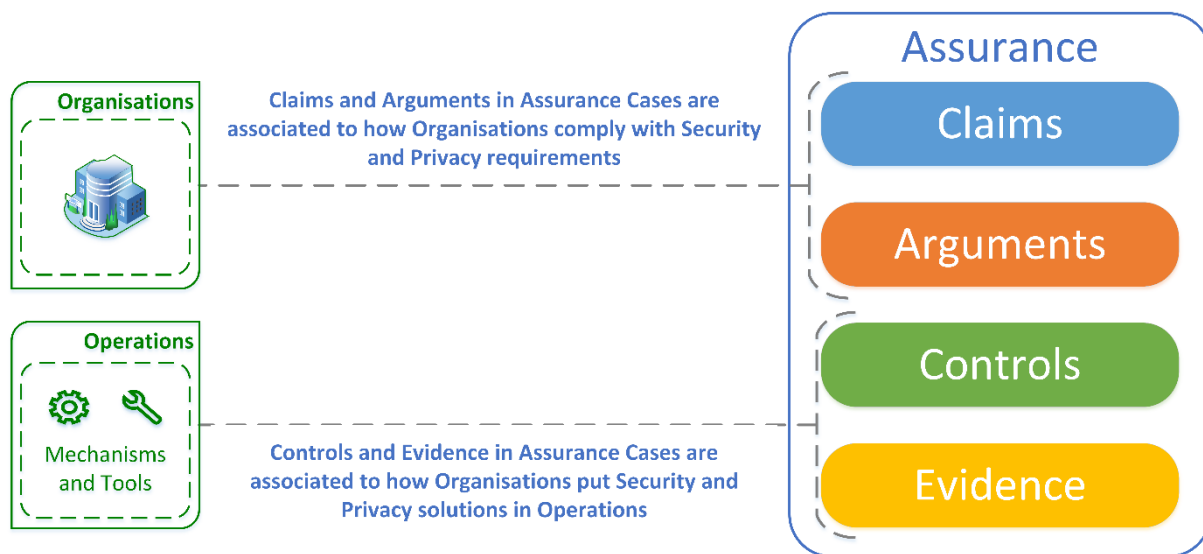 Assurance
Organisations
Claims and Arguments in Assurance Cases are
associated to how Organisations comply with Security
and Privacy requirements
Claims
Arguments
Operations
Mechanisms
and Tools
Controls and Evidence in Assurance Cases are
associated to how Organisations put Security and
Privacy solutions in Operations
Controls
Evidence